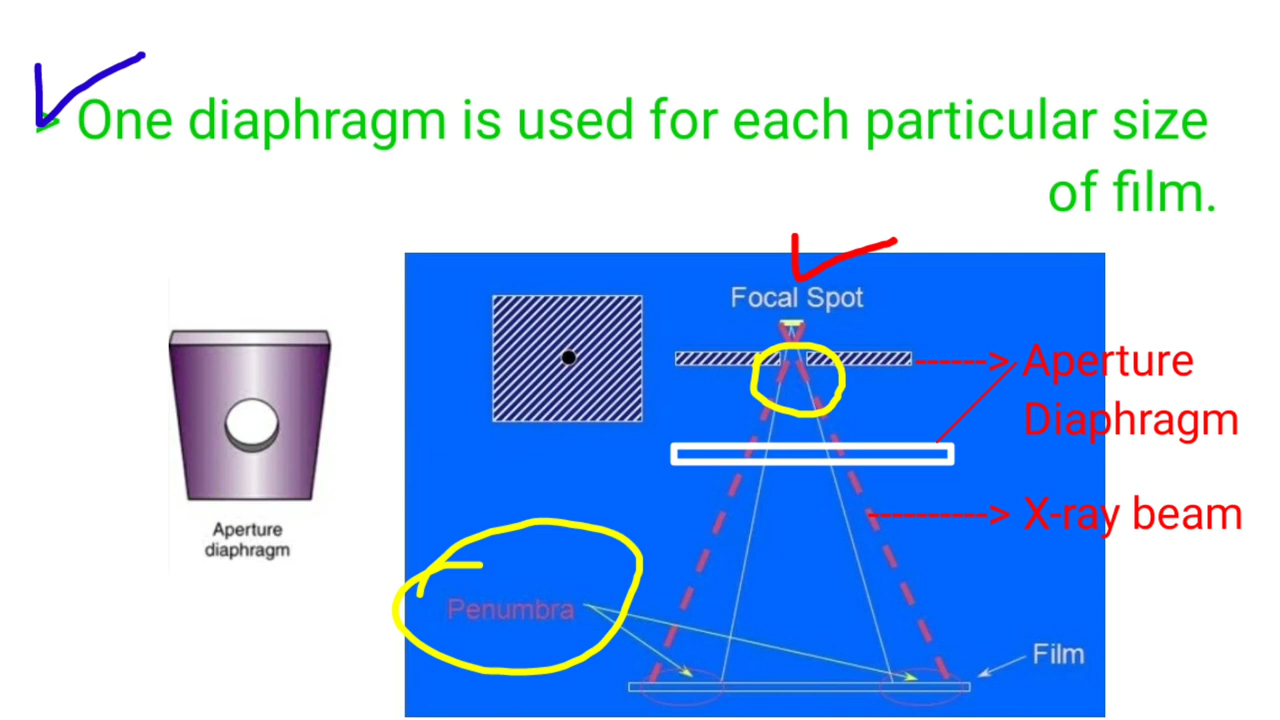 > One diaphragm is used for each particular size
of film.
Focal Spot
------> Aperture
Diaphragm
Aperture
diaphragm
----------> X-ray beam
Penumbra
Film